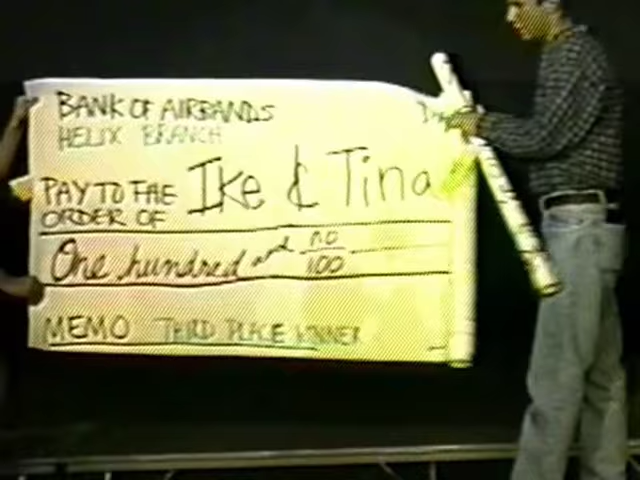 BANK OF AIRBANDS
HELIX BRANCH
PAY TO THE
ORDER OF Ike & Tina
One hundred and no/100
MEMO THIRD PLACE WINNER